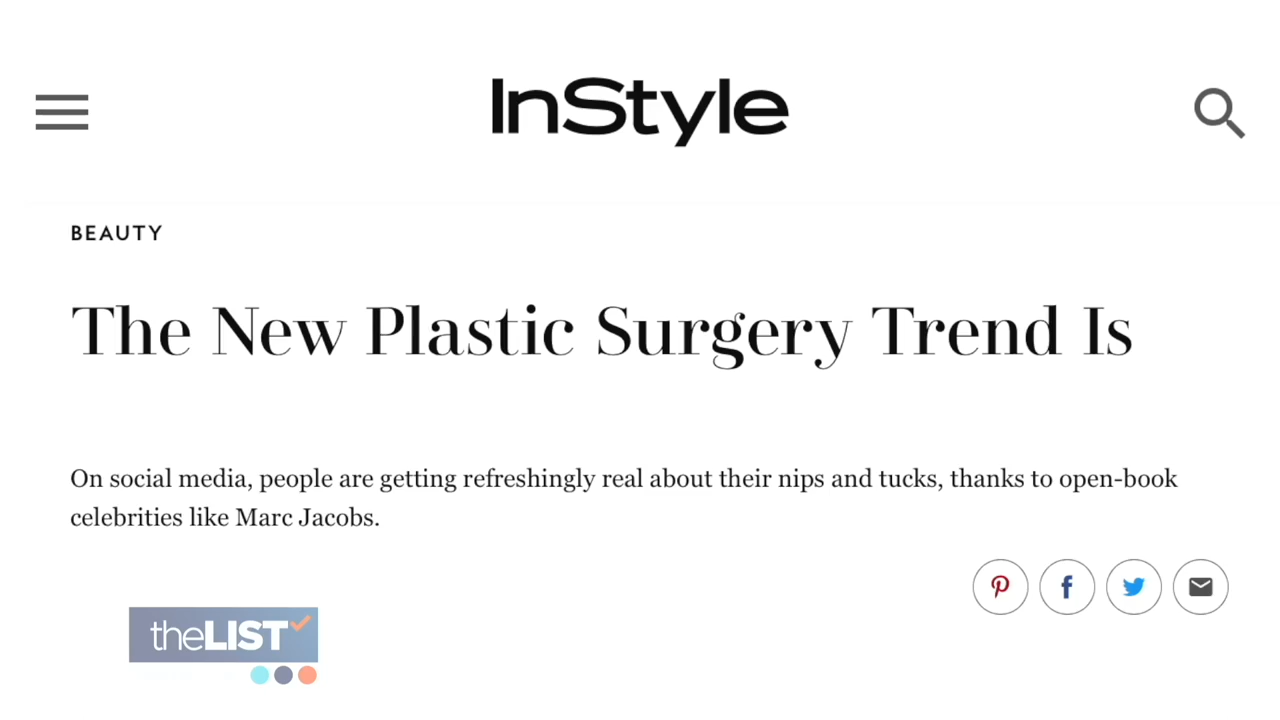 InStyle
BEAUTY
The New Plastic Surgery Trend Is
On social media, people are getting refreshingly real about their nips and tucks, thanks to open-book
celebrities like Marc Jacobs.
theLIST